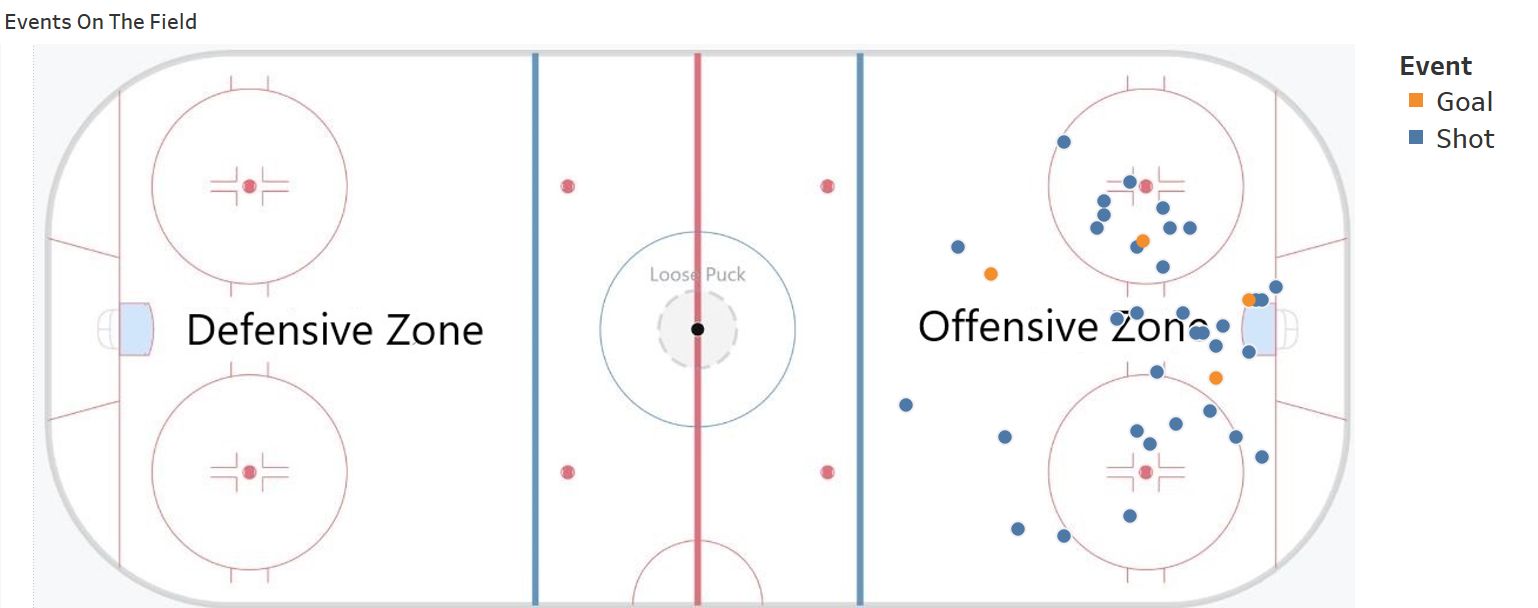 Events On The Field
Event
Goal
Shot
Loose Puck
Defensive Zone
Offensive Zone